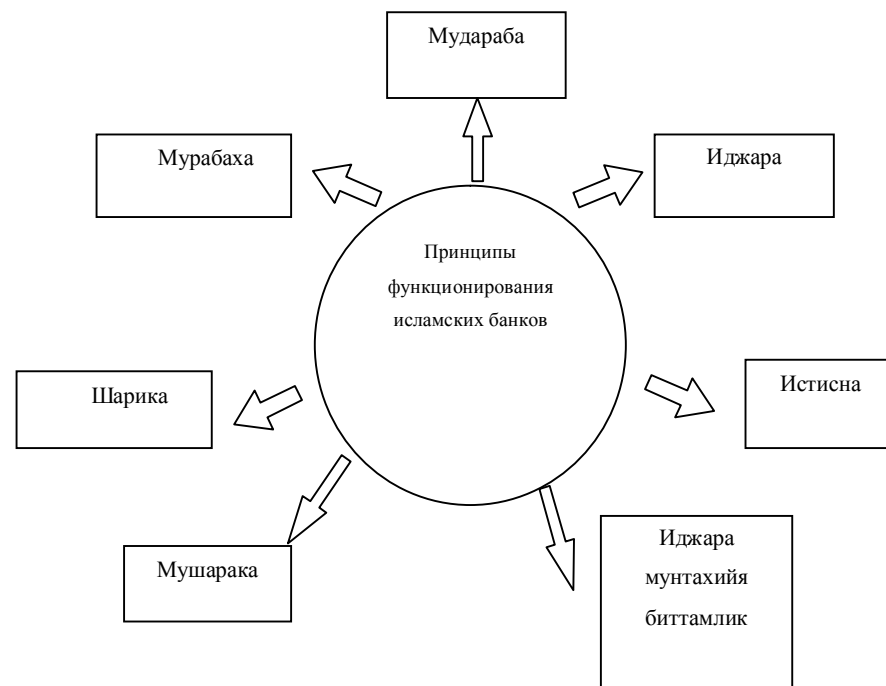 Мудараба
Мурабаха
Иджара
Принципы
функционирования
исламских банков
Шарика
Истисна
Мушарака
Иджара
мунтахийя
биттамлик